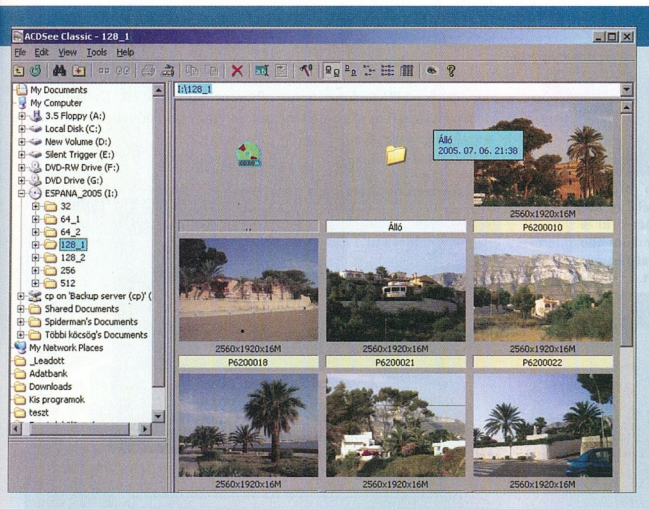 ACDSee Classic - 128_1
File Edit View Tools Help
My Documents
My Computer
3.5 Floppy (A:)
Local Disk (C:)
New Volume (D:)
Silent Trigger (E:)
DVD-RW Drive (F:)
DVD Drive (G:)
ESPANA_2005 (I:)
32
64_1
64_2
128_1
128_2
256
512
cp on 'Backup server (cp)' (
Shared Documents
Spiderman's Documents
Többi köcsög's Documents
My Network Places
_Leadott
Adatbank
Downloads
Kis programok
teszt
I:\128_1
Álló
2005. 07. 06. 21:38
2560x1920x16M
..
Álló
P6200010
2560x1920x16M
2560x1920x16M
2560x1920x16M
P6200018
P6200021
P6200022
2560x1920x16M
2560x1920x16M
2560x1920x16M